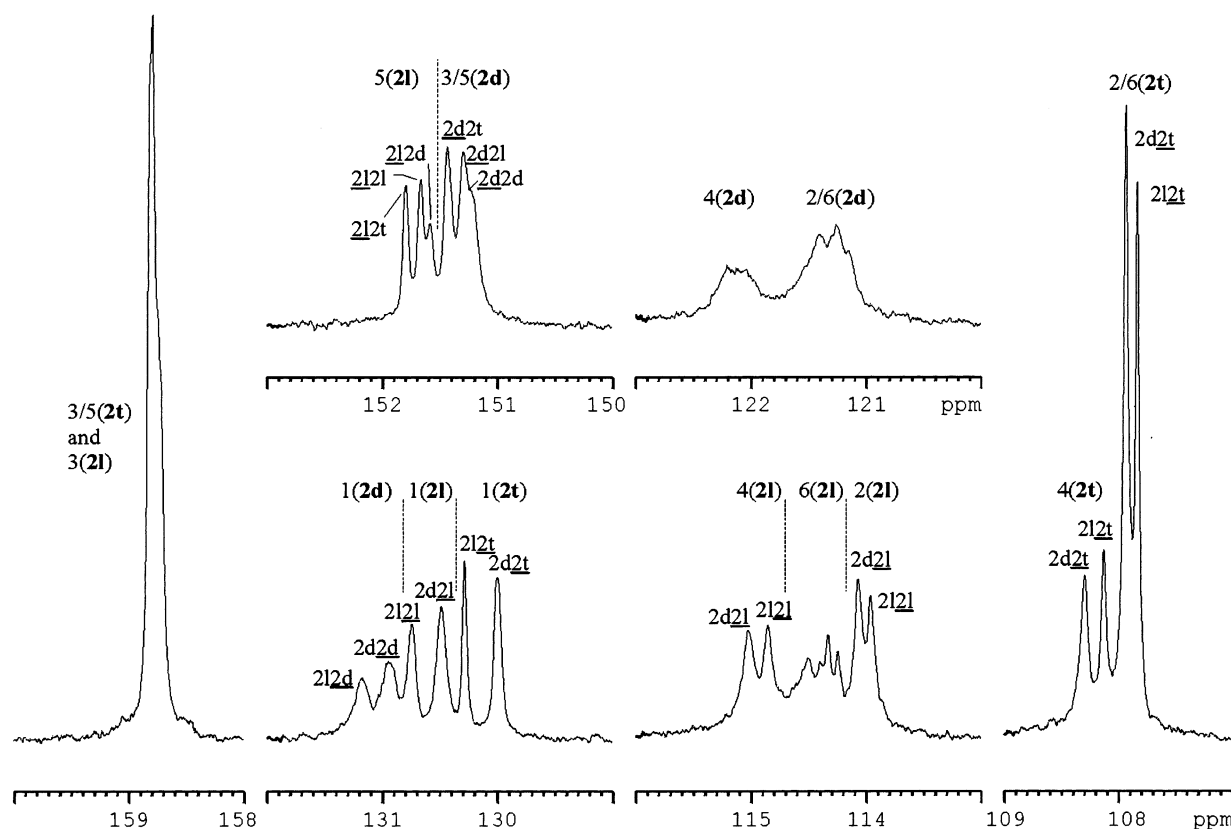 5(2l) 3/5(2d)
2d2t
2l2d 2d2l
2l2l 2d2d
2l2t
4(2d) 2/6(2d)
2/6(2t)
2d2t
2l2t
152 151 150
122 121 ppm
3/5(2t)
and
3(2l)
1(2d) 1(2l) 1(2t)
2l2t
2d2l 2d2t
2l2l
2d2d
2l2d
4(2l) 6(2l) 2(2l)
2d2l
2d2l 2l2l 2l2l
4(2t)
2l2t
2d2t
159 158
131 130
115 114
109 108 ppm